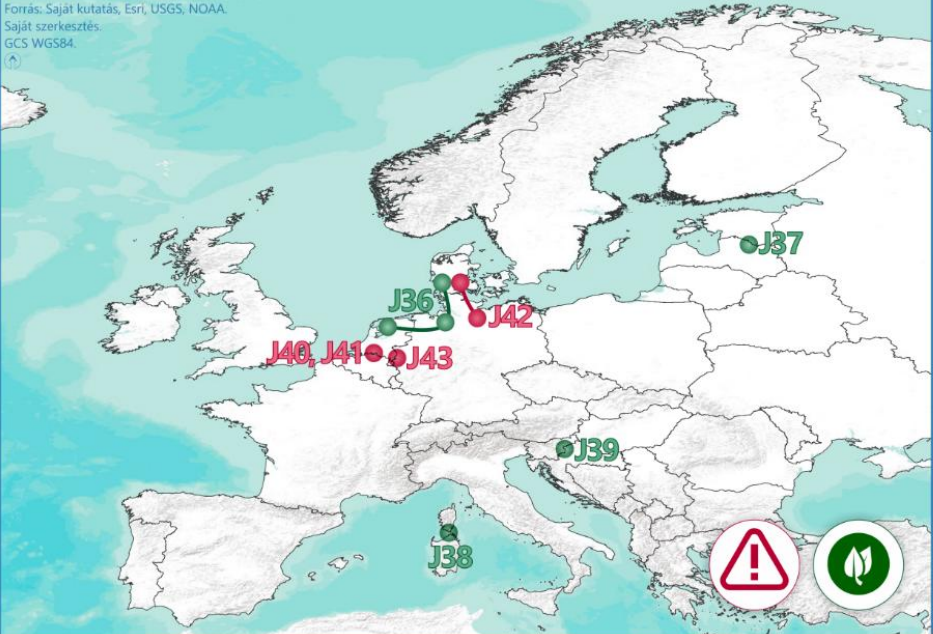 Forrás: Saját kutatás, Esri, USGS, NOAA.
Saját szerkesztés.
GCS WGS84.
J37
J36
J42
J40, J41
J43
J39
J38